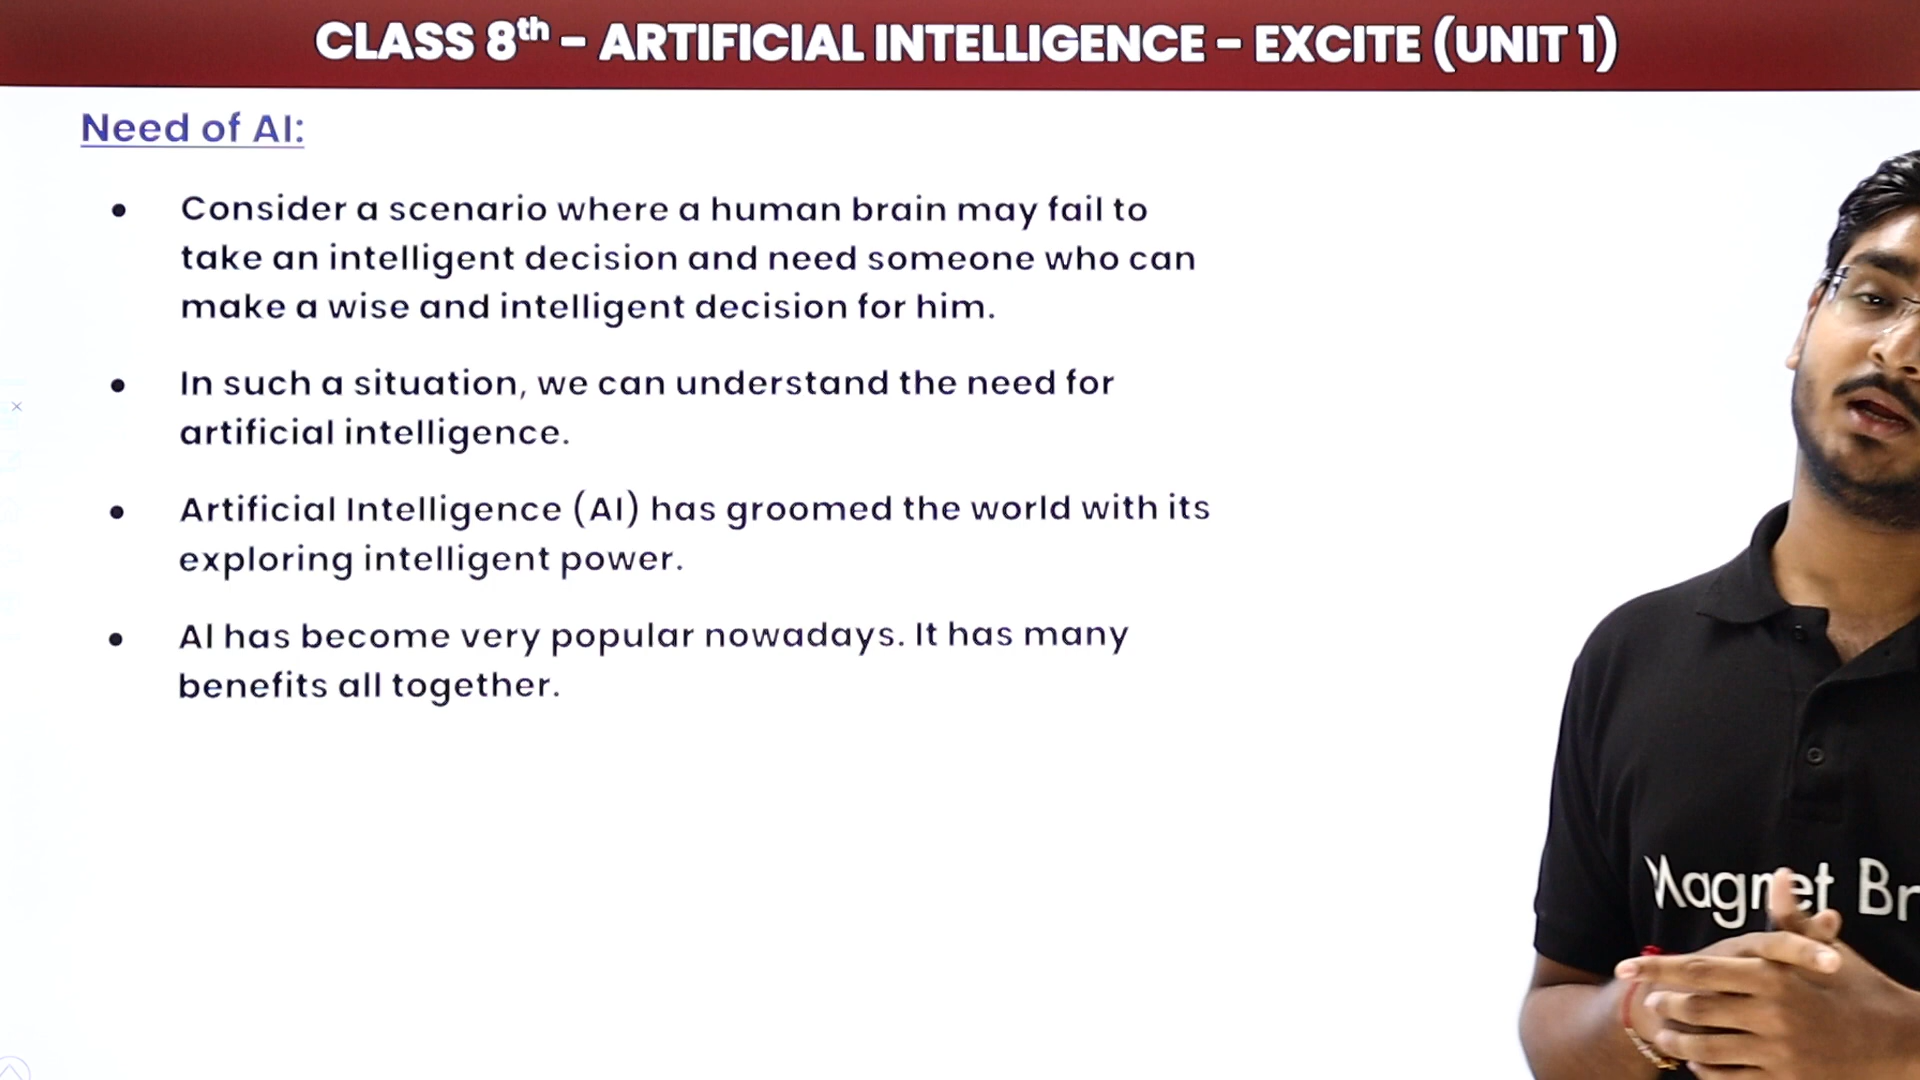 CLASS 8th - ARTIFICIAL INTELLIGENCE - EXCITE (UNIT 1)
Need of AI:
• Consider a scenario where a human brain may fail to
take an intelligent decision and need someone who can
make a wise and intelligent decision for him.
• In such a situation, we can understand the need for
artificial intelligence.
• Artificial Intelligence (AI) has groomed the world with its
exploring intelligent power.
• AI has become very popular nowadays. It has many
benefits all together.
Magnet Br